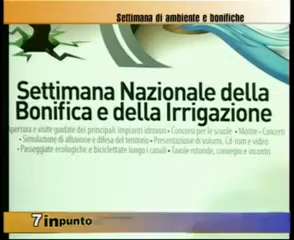 Settimana di ambiente e bonifiche
Settimana Nazionale della
Bonifica e della Irrigazione
Apertura e visite guidate dei principali impianti idrovori • Concorsi per le scuole • Mostre • Concerti
• Simulazione di alluvione e difesa del territorio • Presentazione di volumi, Cd-rom e video
• Passeggiate ecologiche e biciclettate lungo i canali • Tavole rotonde, convegni e incontri
7 in punto